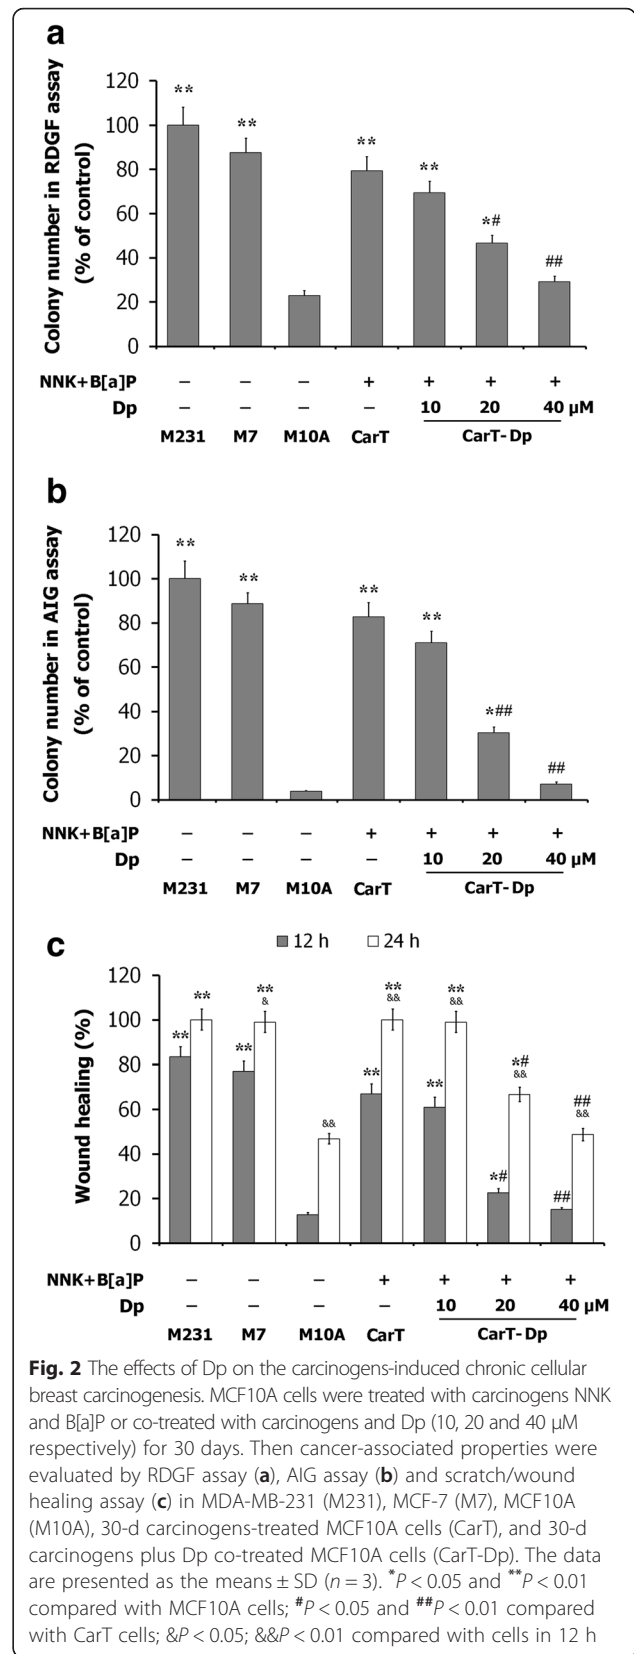 a
Colony number in RDGF assay
(% of control)
120
100
80
60
40
20
0
** ** ** ** *# ##
NNK+B[a]P – – – + + + +
Dp – – – – 10 20 40 µM
M231 M7 M10A CarT CarT-Dp
b
Colony number in AIG assay
(% of control)
120
100
80
60
40
20
0
** ** ** ** *## ##
NNK+B[a]P – – – + + + +
Dp – – – – 10 20 40 µM
M231 M7 M10A CarT CarT-Dp
c
12 h 24 h
Wound healing (%)
120
100
80
60
40
20
0
** ** ** ** & && ** ** && ** ** && *# *# && ## ## &&
NNK+B[a]P – – – + + + +
Dp – – – – 10 20 40 µM
M231 M7 M10A CarT CarT-Dp
Fig. 2 The effects of Dp on the carcinogens-induced chronic cellular
breast carcinogenesis. MCF10A cells were treated with carcinogens NNK
and B[a]P or co-treated with carcinogens and Dp (10, 20 and 40 µM
respectively) for 30 days. Then cancer-associated properties were
evaluated by RDGF assay (a), AIG assay (b) and scratch/wound
healing assay (c) in MDA-MB-231 (M231), MCF-7 (M7), MCF10A
(M10A), 30-d carcinogens-treated MCF10A cells (CarT), and 30-d
carcinogens plus Dp co-treated MCF10A cells (CarT-Dp). The data
are presented as the means ± SD (n = 3). *P < 0.05 and **P < 0.01
compared with MCF10A cells; #P < 0.05 and ##P < 0.01 compared
with CarT cells; &P < 0.05; &&P < 0.01 compared with cells in 12 h